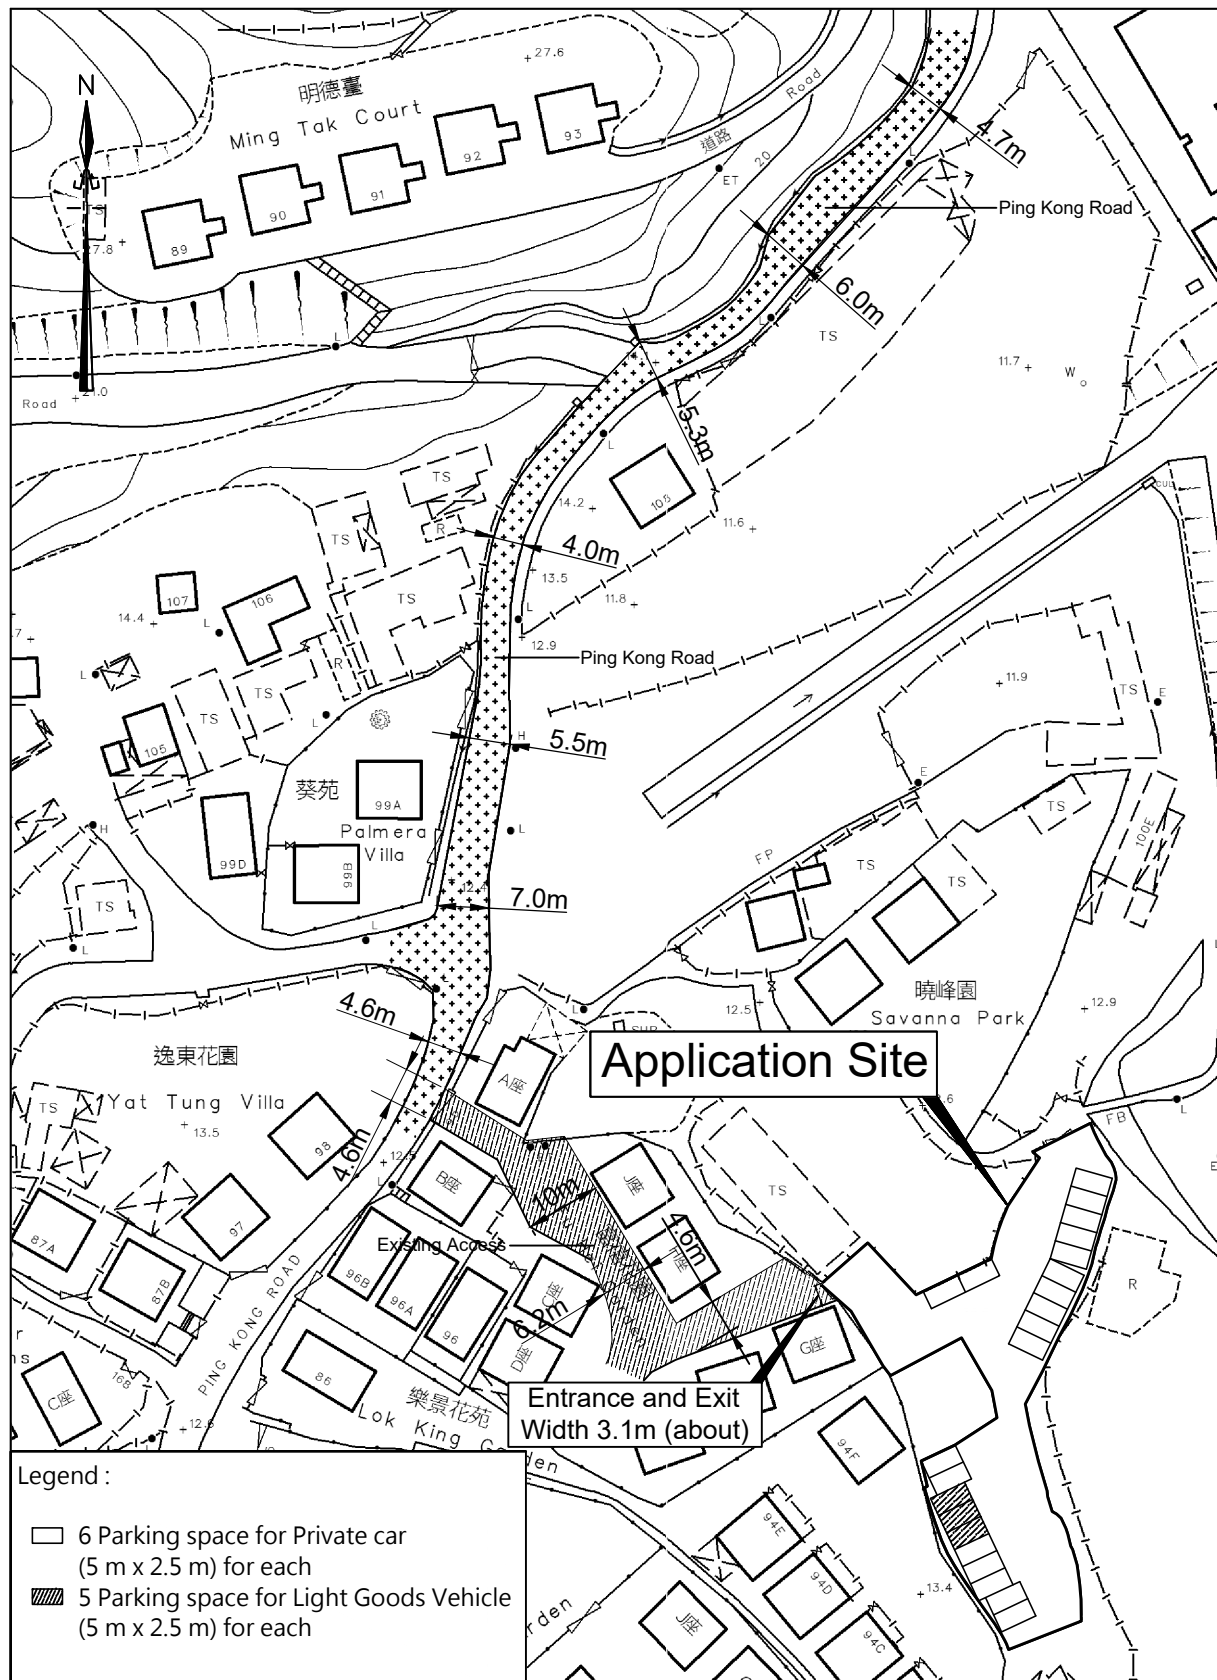 N
明德臺
Ming Tak Court
27.6
93
92
91
90
89
TS
27.8
Road
道路
20
ET
4.7m
L
Ping Kong Road
6.0m
L
TS
11.7
W
L
Road
21.0
5.3m
L
103
14.2
11.6
TS
TS
R
4.0m
13.5
11.8
CUL
107
106
14.4
L
TS
L
12.9
Ping Kong Road
R
TS
TS
L
L
105
11.9
TS
E
H
5.5m
葵苑
99A
Palmera
Villa
99D
99B
H
L
E
TS
100E
FP
TS
TS
12.4
7.0m
TS
L
L
4.6m
L
12.5
曉峰園
Savanna Park
12.9
逸東花園
Yat Tung Villa
TS
13.5
98
97
A座
Application Site
FB
L
4.6m
12.5
L
B座
10m
J座
TS
4.6m
H座
87A
87B
PING KONG ROAD
96B
96A
96
Existing Access
C座
6.2m
D座
G座
R
86
C座
16B
12.6
樂景花苑
Lok King Garden
Entrance and Exit
Width 3.1m (about)
94F
94E
94D
94C
13.4
J座
rden
Legend :
6 Parking space for Private car
(5 m x 2.5 m) for each
5 Parking space for Light Goods Vehicle
(5 m x 2.5 m) for each